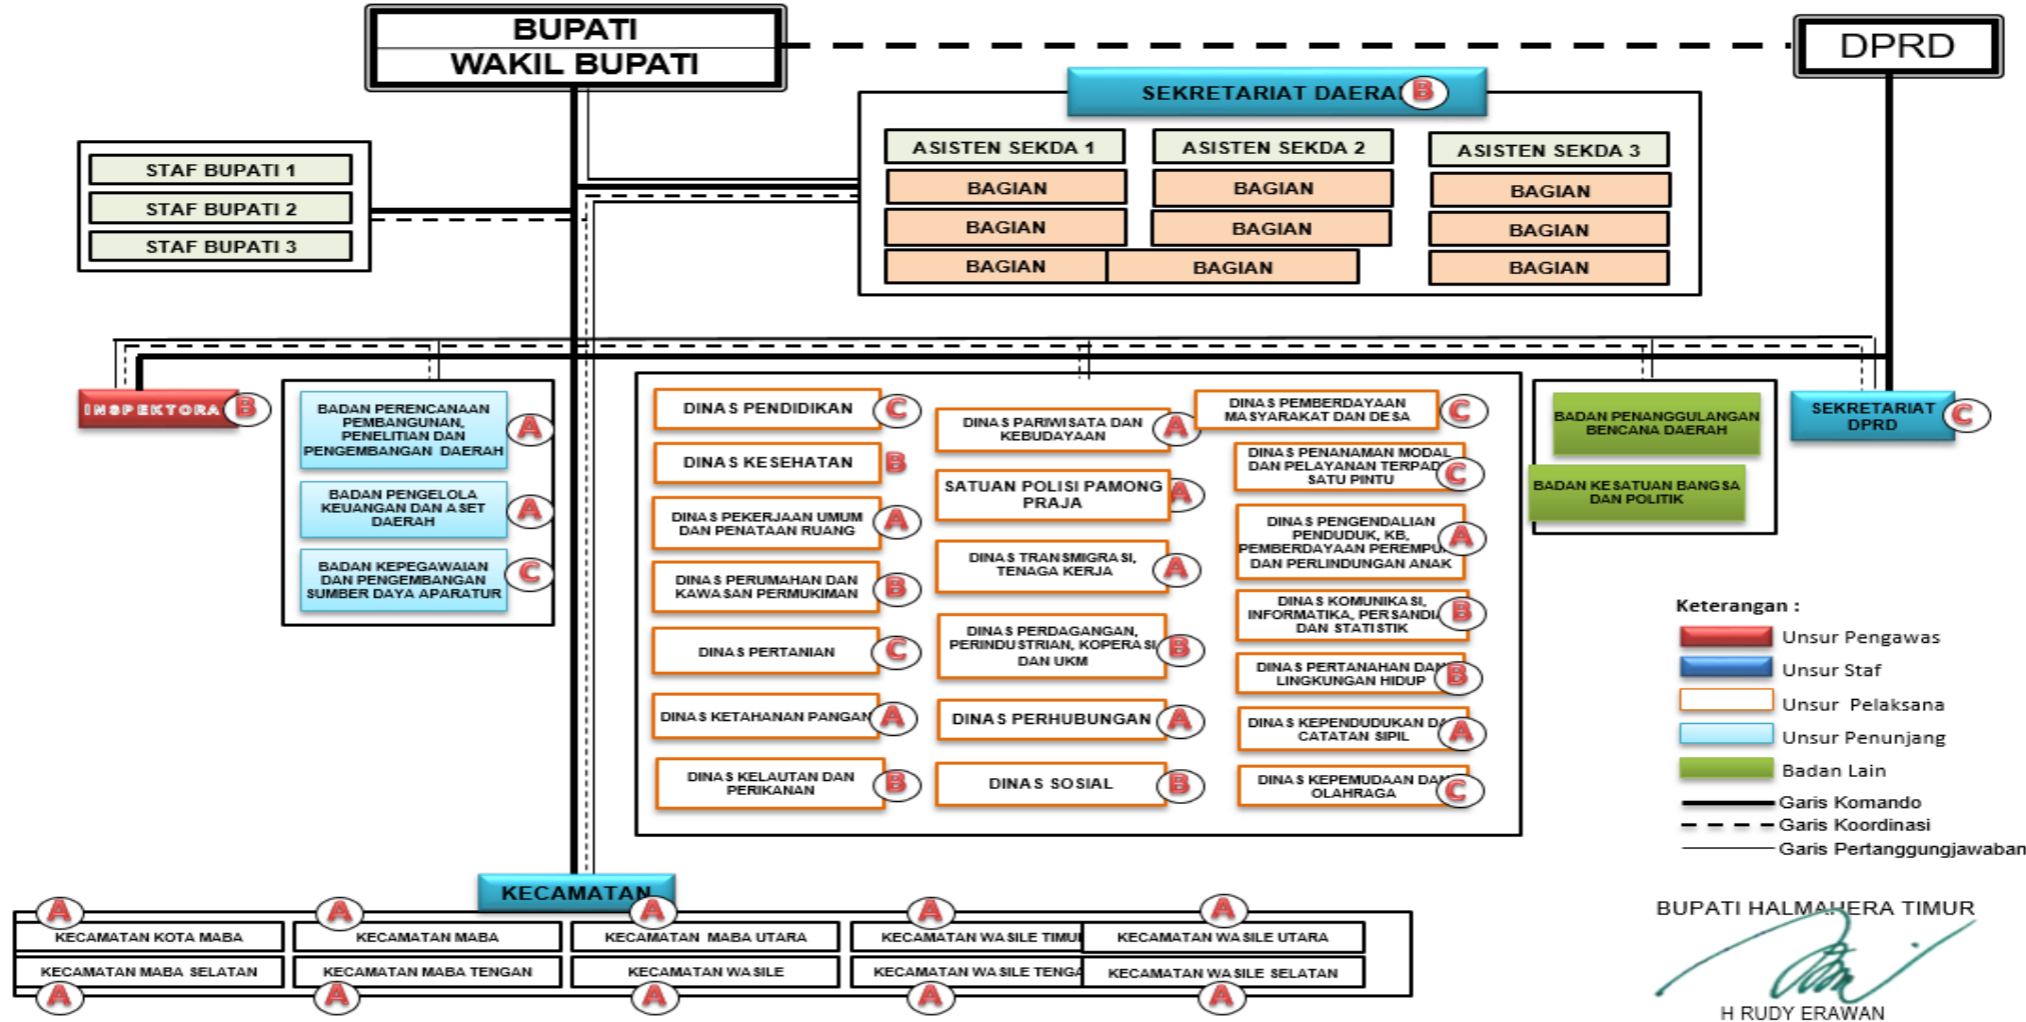 BUPATI
WAKIL BUPATI
DPRD
SEKRETARIAT DAERA
B
STAF BUPATI 1
STAF BUPATI 2
STAF BUPATI 3
ASISTEN SEKDA 1
BAGIAN
BAGIAN
BAGIAN
ASISTEN SEKDA 2
BAGIAN
BAGIAN
BAGIAN
ASISTEN SEKDA 3
BAGIAN
BAGIAN
BAGIAN
INSPEKTORA
B
BADAN PERENCANAAN
PEMBANGUNAN,
PENELITIAN DAN
PENGEMBANGAN DAERAH
A
BADAN PENGELOLA
KEUANGAN DAN ASET
DAERAH
A
BADAN KEPEGAWAIAN
DAN PENGEMBANGAN
SUMBER DAYA APARATUR
C
DINAS PENDIDIKAN
C
DINAS KESEHATAN
B
DINAS PEKERJAAN UMUM
DAN PENATAAN RUANG
A
DINAS PERUMAHAN DAN
KAWASAN PERMUKIMAN
B
DINAS PERTANIAN
C
DINAS KETAHANAN PANGAN
A
DINAS KELAUTAN DAN
PERIKANAN
B
DINAS PARIWISATA DAN
KEBUDAYAAN
A
SATUAN POLISI PAMONG
PRAJA
A
DINAS TRANSMIGRASI,
TENAGA KERJA
A
DINAS PERDAGANGAN,
PERINDUSTRIAN, KOPERASI
DAN UKM
B
DINAS PERHUBUNGAN
A
DINAS SOSIAL
B
DINAS PEMBERDAYAAN
MASYARAKAT DAN DESA
C
DINAS PENANAMAN MODAL
DAN PELAYANAN TERPAD
SATU PINTU
C
DINAS PENGENDALIAN
PENDUDUK, KB,
PEMBERDAYAAN PEREMPU
DAN PERLINDUNGAN ANAK
A
DINAS KOMUNIKASI,
INFORMATIKA, PERSANDI
DAN STATISTIK
B
DINAS PERTANAHAN DAN
LINGKUNGAN HIDUP
B
DINAS KEPENDUDUKAN DA
CATATAN SIPIL
A
DINAS KEPEMUDAAN DAN
OLAHRAGA
C
BADAN PENANGGULANGAN
BENCANA DAERAH
BADAN KESATUAN BANGSA
DAN POLITIK
SEKRETARIAT
DPRD
C
Keterangan :
Unsur Pengawas
Unsur Staf
Unsur Pelaksana
Unsur Penunjang
Badan Lain
Garis Komando
Garis Koordinasi
Garis Pertanggungjawaban
KECAMATAN
A A A A A
KECAMATAN KOTA MABA
KECAMATAN MABA
KECAMATAN MABA UTARA
KECAMATAN WASILE TIMU
KECAMATAN WASILE UTARA
KECAMATAN MABA SELATAN
KECAMATAN MABA TENGAN
KECAMATAN WASILE
KECAMATAN WASILE TENGA
KECAMATAN WASILE SELATAN
A A A A A
BUPATI HALMAHERA TIMUR
H RUDY ERAWAN